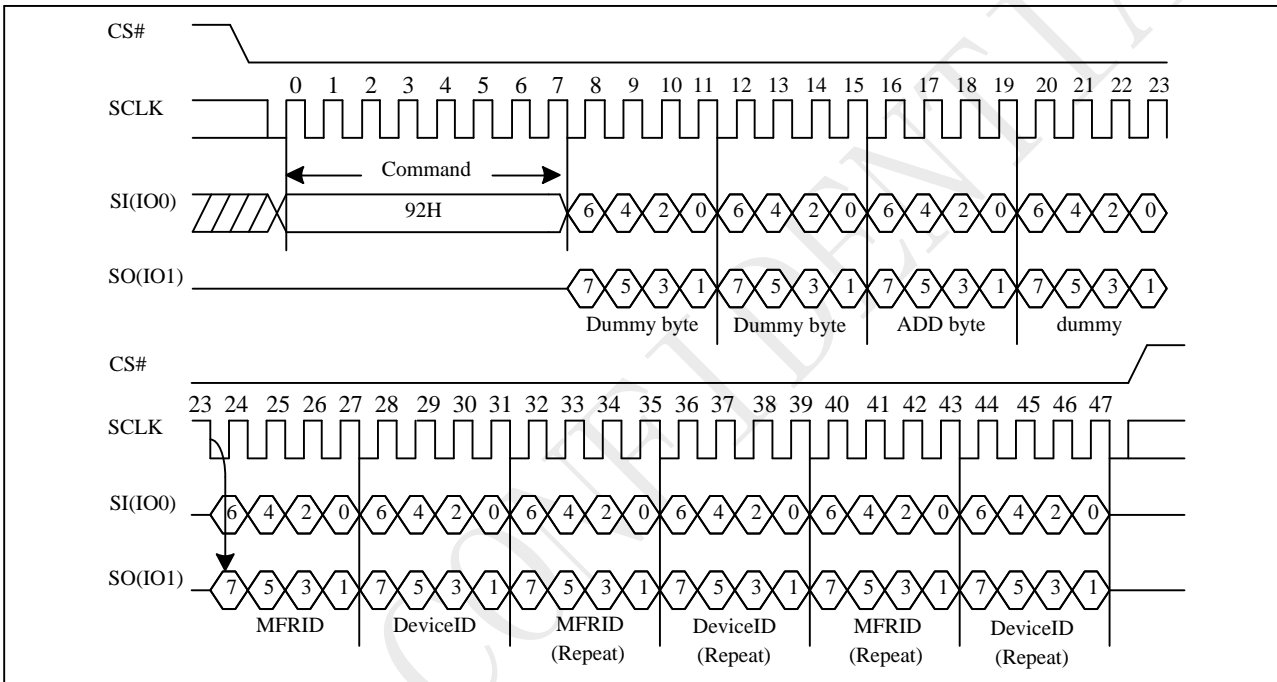 CS#
0 1 2 3 4 5 6 7 8 9 10 11 12 13 14 15 16 17 18 19 20 21 22 23
SCLK
Command
SI(IO0)
92H
6 4 2 0 6 4 2 0 6 4 2 0 6 4 2 0
SO(IO1)
7 5 3 1 7 5 3 1 7 5 3 1 7 5 3 1
Dummy byte Dummy byte ADD byte dummy
CS#
23 24 25 26 27 28 29 30 31 32 33 34 35 36 37 38 39 40 41 42 43 44 45 46 47
SCLK
SI(IO0)
6 4 2 0 6 4 2 0 6 4 2 0 6 4 2 0 6 4 2 0 6 4 2 0
SO(IO1)
7 5 3 1 7 5 3 1 7 5 3 1 7 5 3 1 7 5 3 1 7 5 3 1
MFRID DeviceID MFRID DeviceID MFRID DeviceID
(Repeat) (Repeat) (Repeat) (Repeat)
CONFIDENTIA